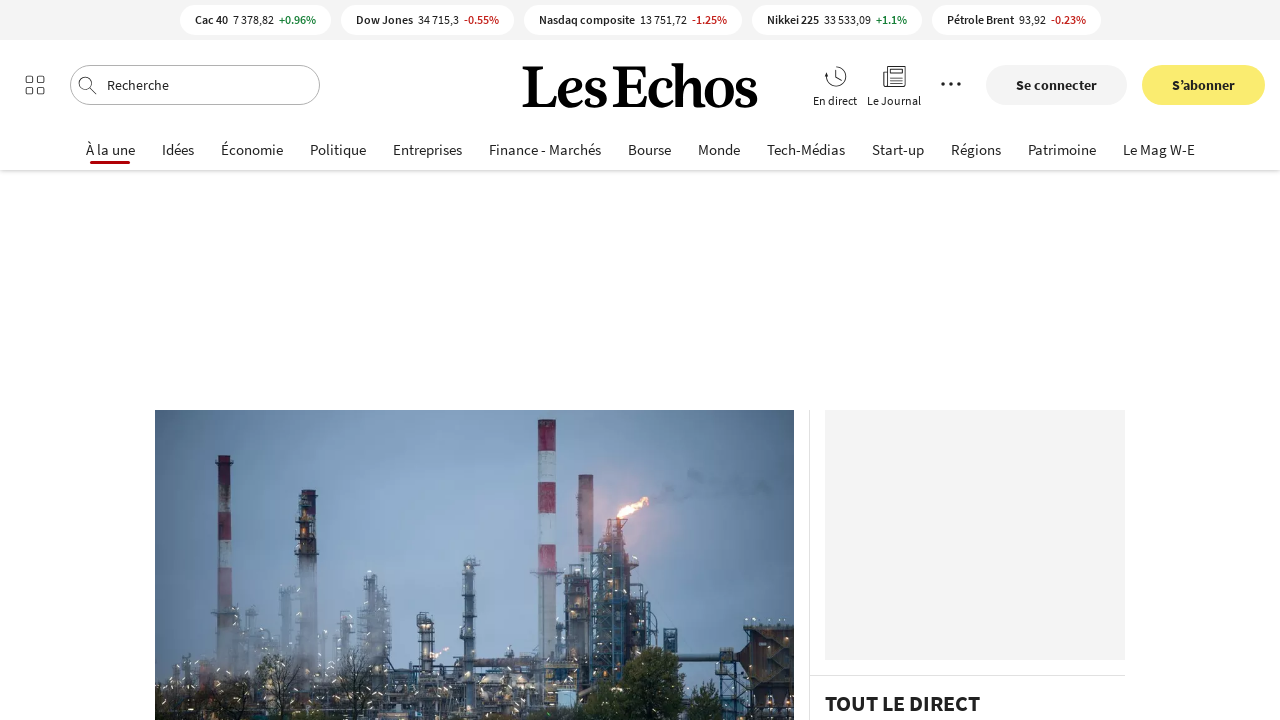 Cac 40 7 378,82 +0.96% Dow Jones 34 715,3 -0.55% Nasdaq composite 13 751,72 -1.25% Nikkei 225 33 533,09 +1.1% Pétrole Brent 93,92 -0.23%
Recherche
Les Echos
En direct
Le Journal
Se connecter
S’abonner
À la une Idées Économie Politique Entreprises Finance - Marchés Bourse Monde Tech-Médias Start-up Régions Patrimoine Le Mag W-E
TOUT LE DIRECT